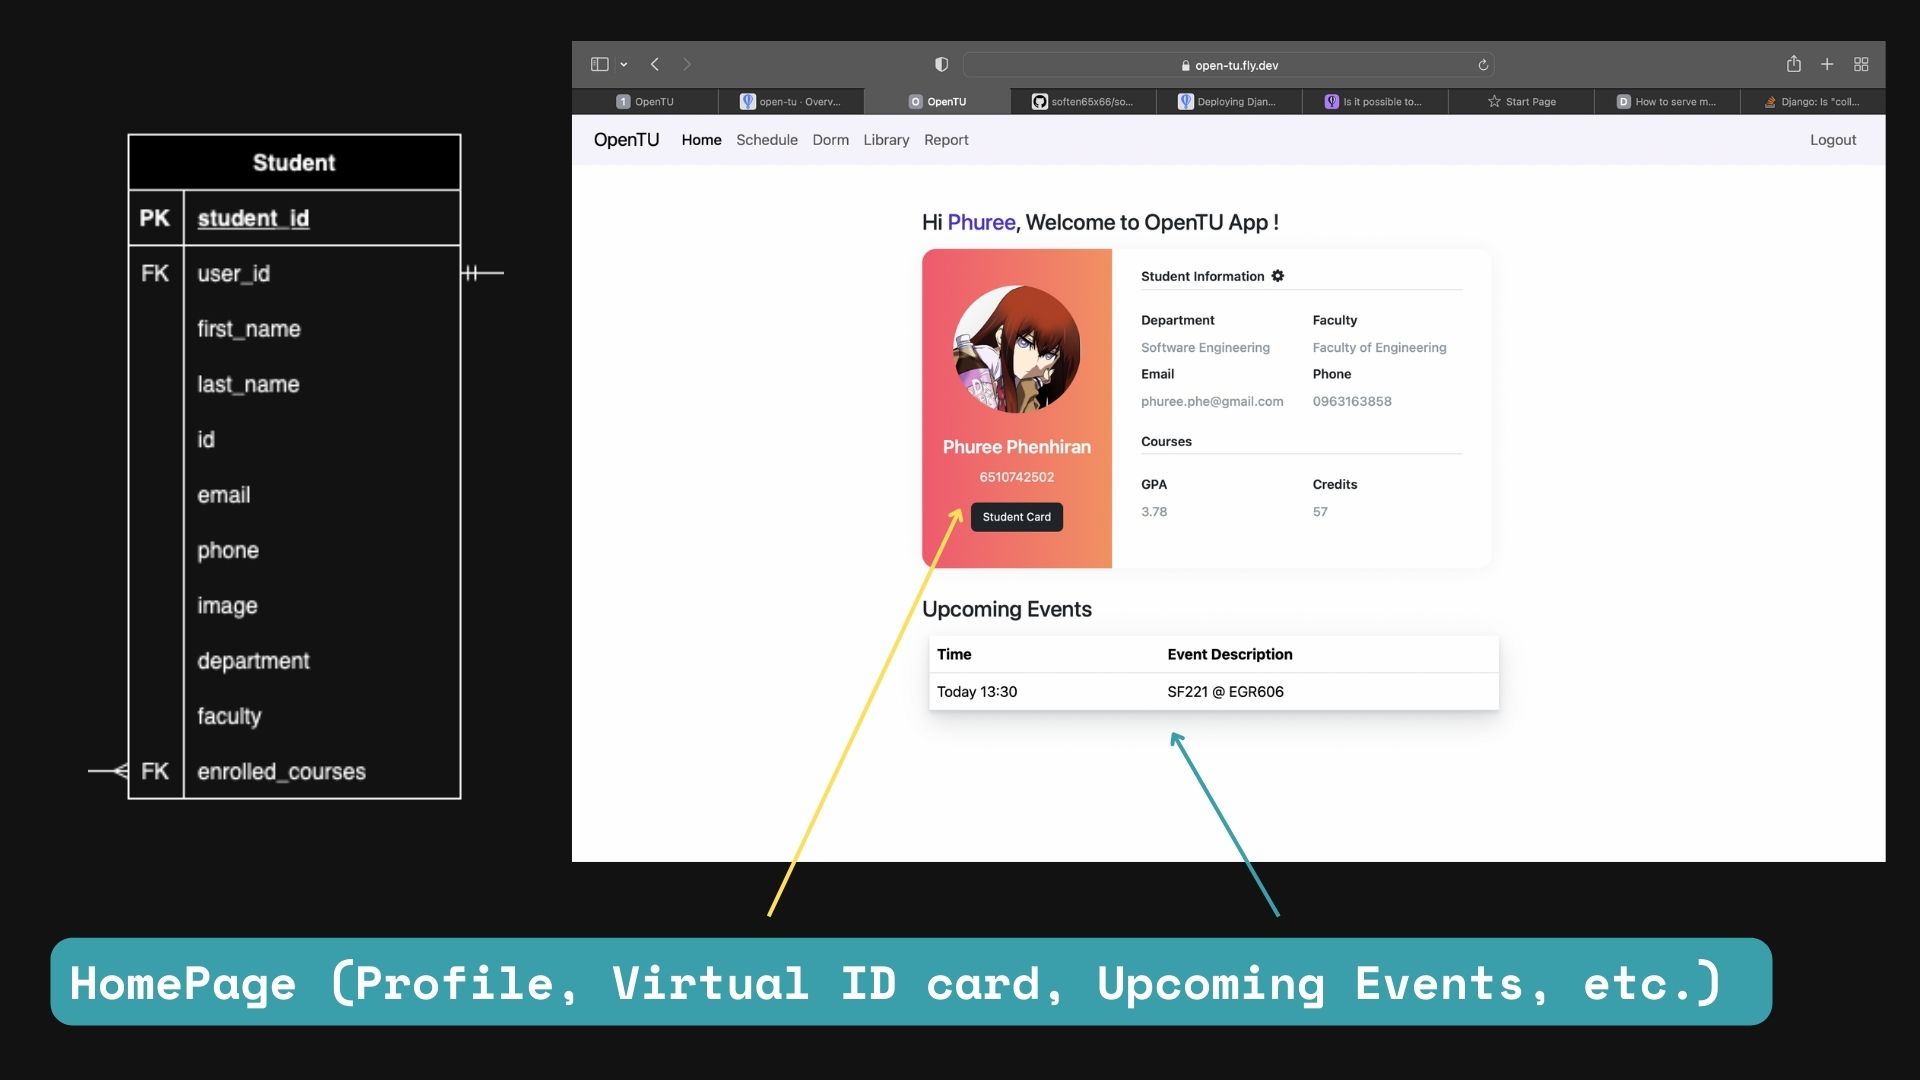 Student
PK student_id
FK user_id
first_name
last_name
id
email
phone
image
department
faculty
FK enrolled_courses
open-tu.fly.dev
1 OpenTU
open-tu · Overv...
O OpenTU
soften65x66/so...
Deploying Djan...
Is it possible to...
Start Page
D How to serve m...
Django: Is "coll...
OpenTU Home Schedule Dorm Library Report Logout
Hi Phuree, Welcome to OpenTU App !
Phuree Phenhiran
6510742502
Student Card
Student Information
Department Faculty
Software Engineering Faculty of Engineering
Email Phone
phuree.phe@gmail.com 0963163858
Courses
GPA Credits
3.78 57
Upcoming Events
Time Event Description
Today 13:30 SF221 @ EGR606
HomePage (Profile, Virtual ID card, Upcoming Events, etc.)